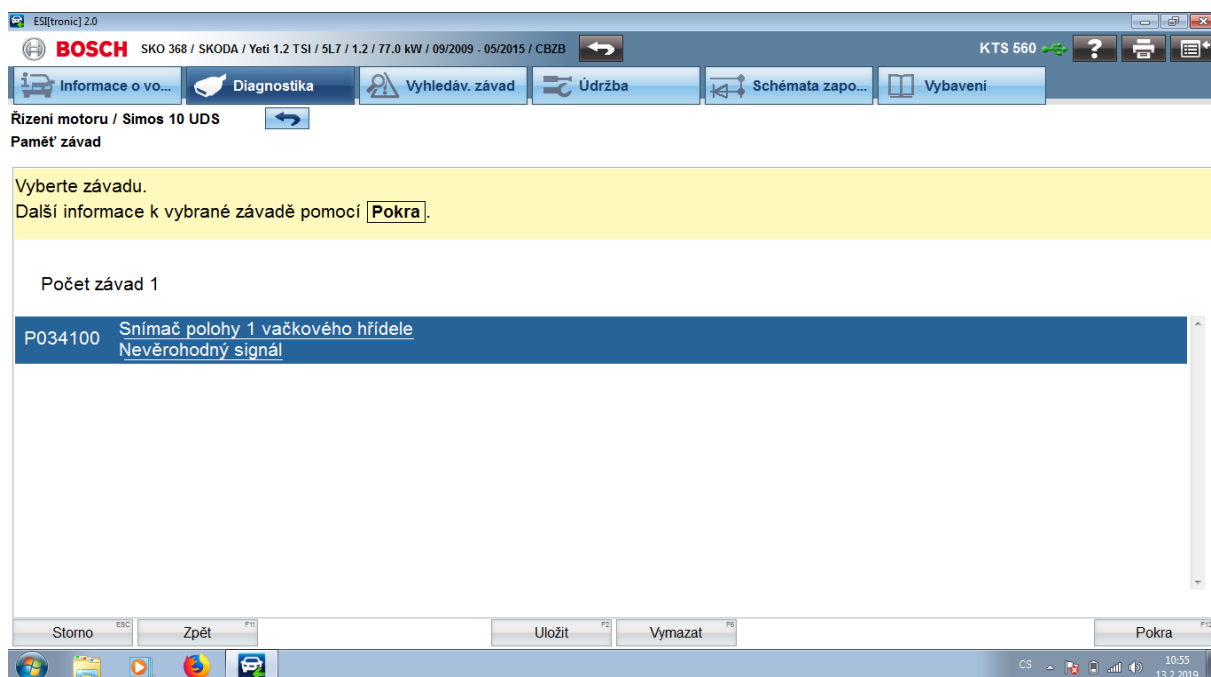 ESI[tronic] 2.0
BOSCH SKO 368 / SKODA / Yeti 1.2 TSI / 5L7 / 1.2 / 77.0 kW / 09/2009 - 05/2015 / CBZB KTS 560 ?
Informace o vo... Diagnostika Vyhledáv. závad Údržba Schémata zapo... Vybavení
Řízení motoru / Simos 10 UDS
Paměť závad
Vyberte závadu.
Další informace k vybrané závadě pomocí Pokra.
Počet závad 1
P034100 Snímač polohy 1 vačkového hřídele
Nevěrohodný signál
Storno ESC Zpět F11 Uložit F2 Vymazat F6 Pokra F12
CS 10:55
13.2.2019